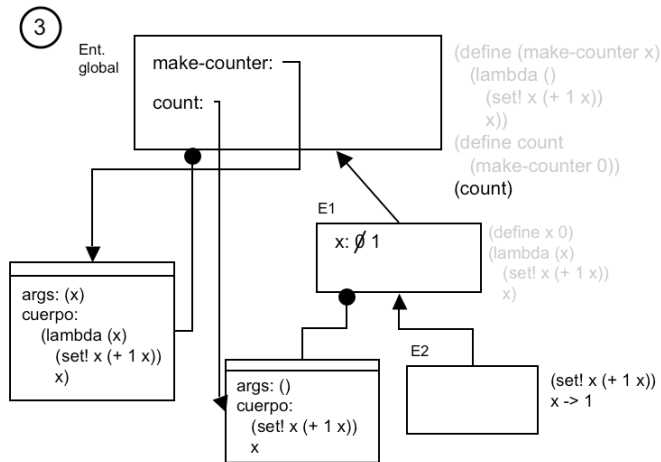 3
Ent.
global
make-counter:
count:
(define (make-counter x)
(lambda ()
(set! x (+ 1 x))
x))
(define count
(make-counter 0))
(count)
E1
x: 0 1
(define x 0)
(lambda (x)
(set! x (+ 1 x))
x)
args: (x)
cuerpo:
(lambda (x)
(set! x (+ 1 x))
x)
args: ()
cuerpo:
(set! x (+ 1 x))
x
E2
(set! x (+ 1 x))
x -> 1